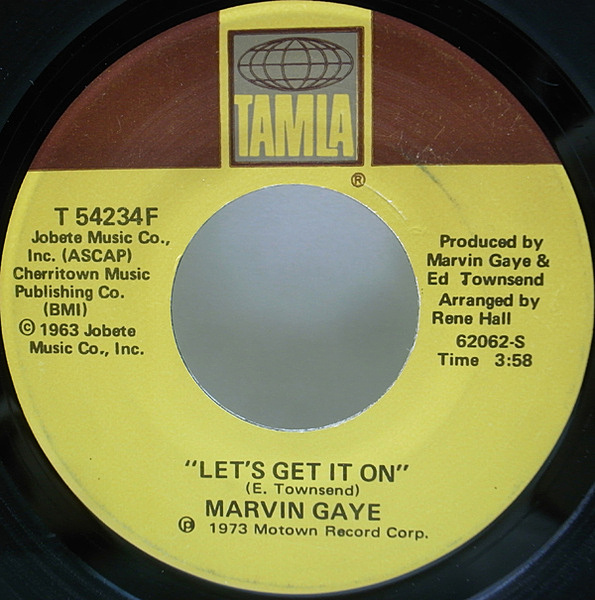 TAMLA
®
T 54234F
Jobete Music Co.,
Inc. (ASCAP)
Cherritown Music
Publishing Co.
(BMI)
© 1963 Jobete
Music Co., Inc.
Produced by
Marvin Gaye &
Ed Townsend
Arranged by
Rene Hall
62062-S
Time 3:58
"LET'S GET IT ON"
(E. Townsend)
MARVIN GAYE
℗ 1973 Motown Record Corp.